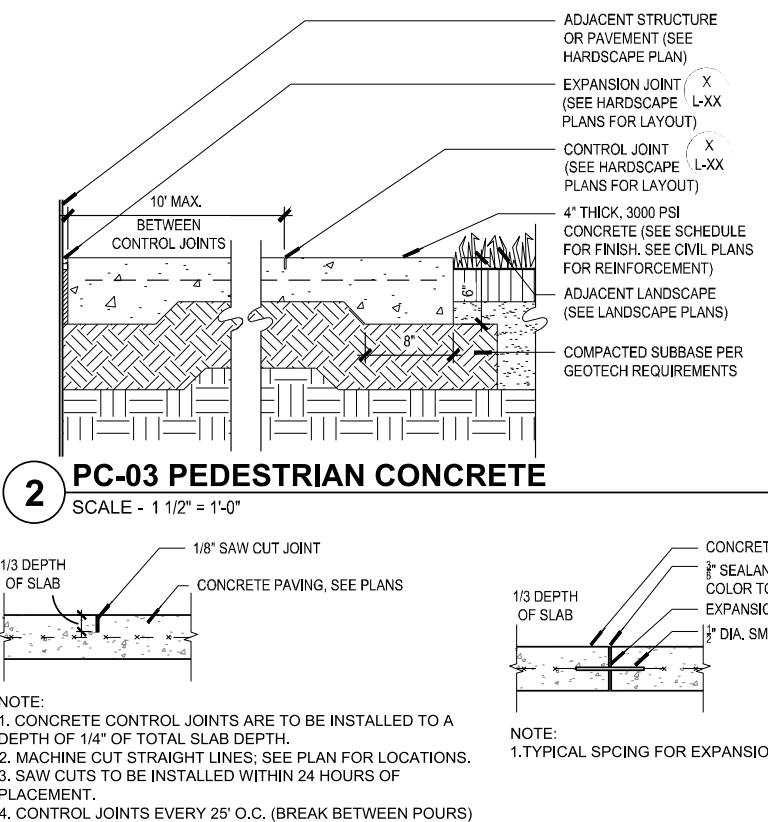 ADJACENT STRUCTURE
OR PAVEMENT (SEE
HARDSCAPE PLAN)
EXPANSION JOINT
(SEE HARDSCAPE
PLANS FOR LAYOUT)
X
L-XX
CONTROL JOINT
(SEE HARDSCAPE
PLANS FOR LAYOUT)
X
L-XX
4" THICK, 3000 PSI
CONCRETE (SEE SCHEDULE
FOR FINISH. SEE CIVIL PLANS
FOR REINFORCEMENT)
ADJACENT LANDSCAPE
(SEE LANDSCAPE PLANS)
COMPACTED SUBBASE PER
GEOTECH REQUIREMENTS
10' MAX.
BETWEEN
CONTROL JOINTS
6"
8"
2
PC-03 PEDESTRIAN CONCRETE
SCALE - 1 1/2" = 1'-0"
1/3 DEPTH
OF SLAB
1/8" SAW CUT JOINT
CONCRETE PAVING, SEE PLANS
NOTE:
1. CONCRETE CONTROL JOINTS ARE TO BE INSTALLED TO A
DEPTH OF 1/4" OF TOTAL SLAB DEPTH.
2. MACHINE CUT STRAIGHT LINES; SEE PLAN FOR LOCATIONS.
3. SAW CUTS TO BE INSTALLED WITHIN 24 HOURS OF
PLACEMENT.
4. CONTROL JOINTS EVERY 25' O.C. (BREAK BETWEEN POURS)
1/3 DEPTH
OF SLAB
CONCRET
SEALAN
COLOR TO
EXPANSIO
DIA. SM
NOTE:
1.TYPICAL SPCING FOR EXPANSIO